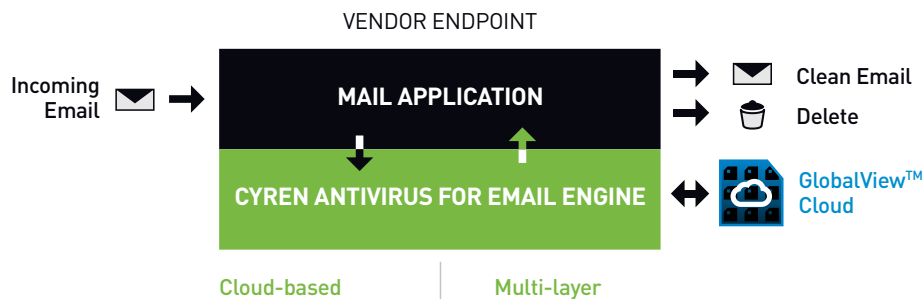 VENDOR ENDPOINT
Incoming
Email
MAIL APPLICATION
Clean Email
Delete
CYREN ANTIVIRUS FOR EMAIL ENGINE
GlobalView™
Cloud
Cloud-based
Multi-layer